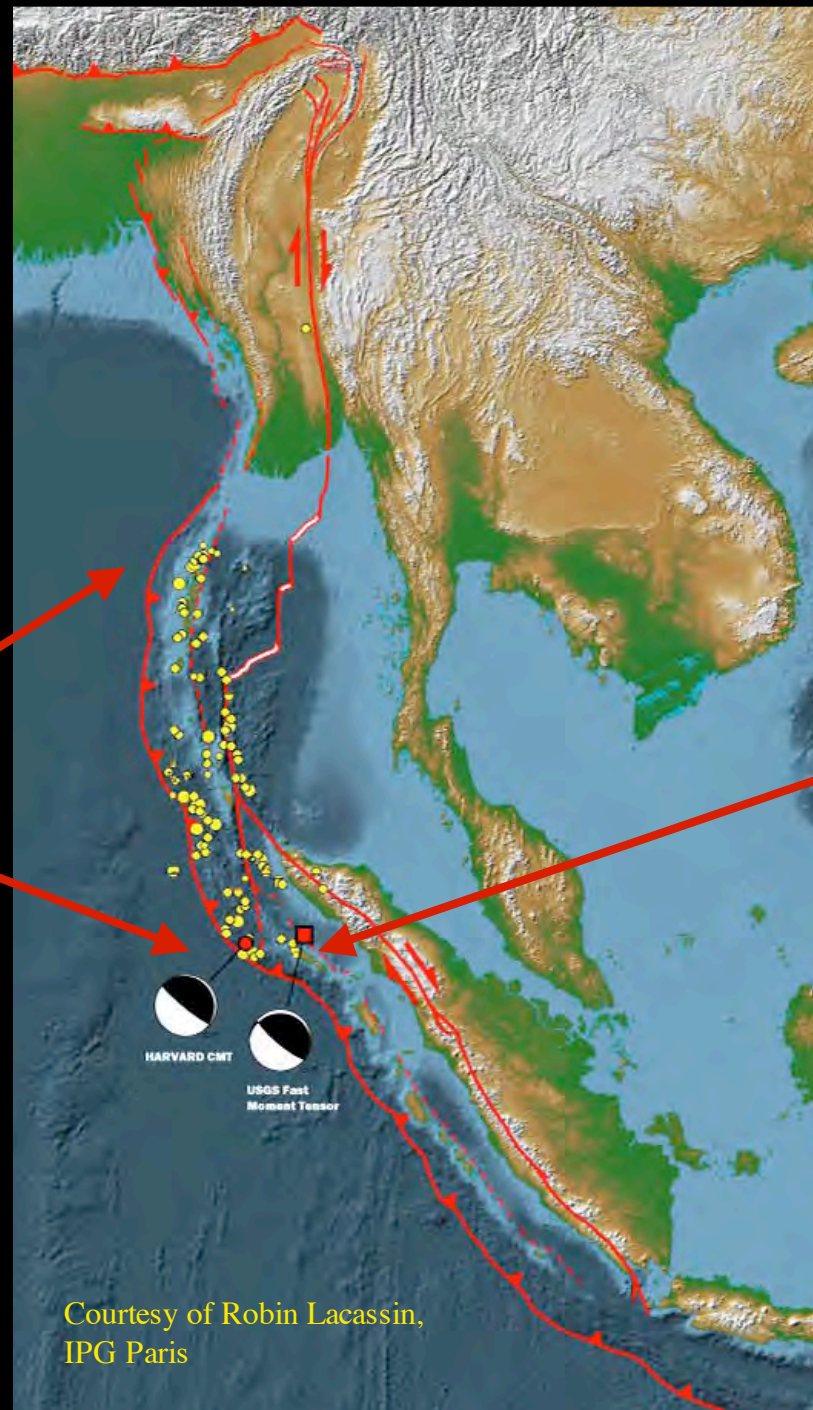 HARVARD CMT
USGS Fast
Moment Tensor
Courtesy of Robin Lacassin,
IPG Paris